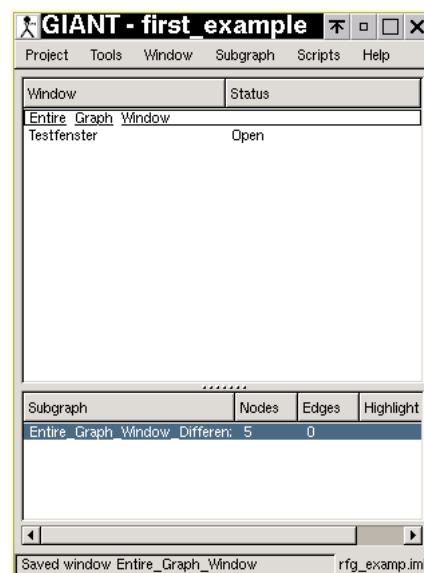 GIANT - first_example
Project Tools Window Subgraph Scripts Help
Window Status
Entire Graph Window
Testfenster Open
Subgraph Nodes Edges Highlight
Entire_Graph_Window_Differen: 5 0
Saved window Entire_Graph_Window rfg_examp.im